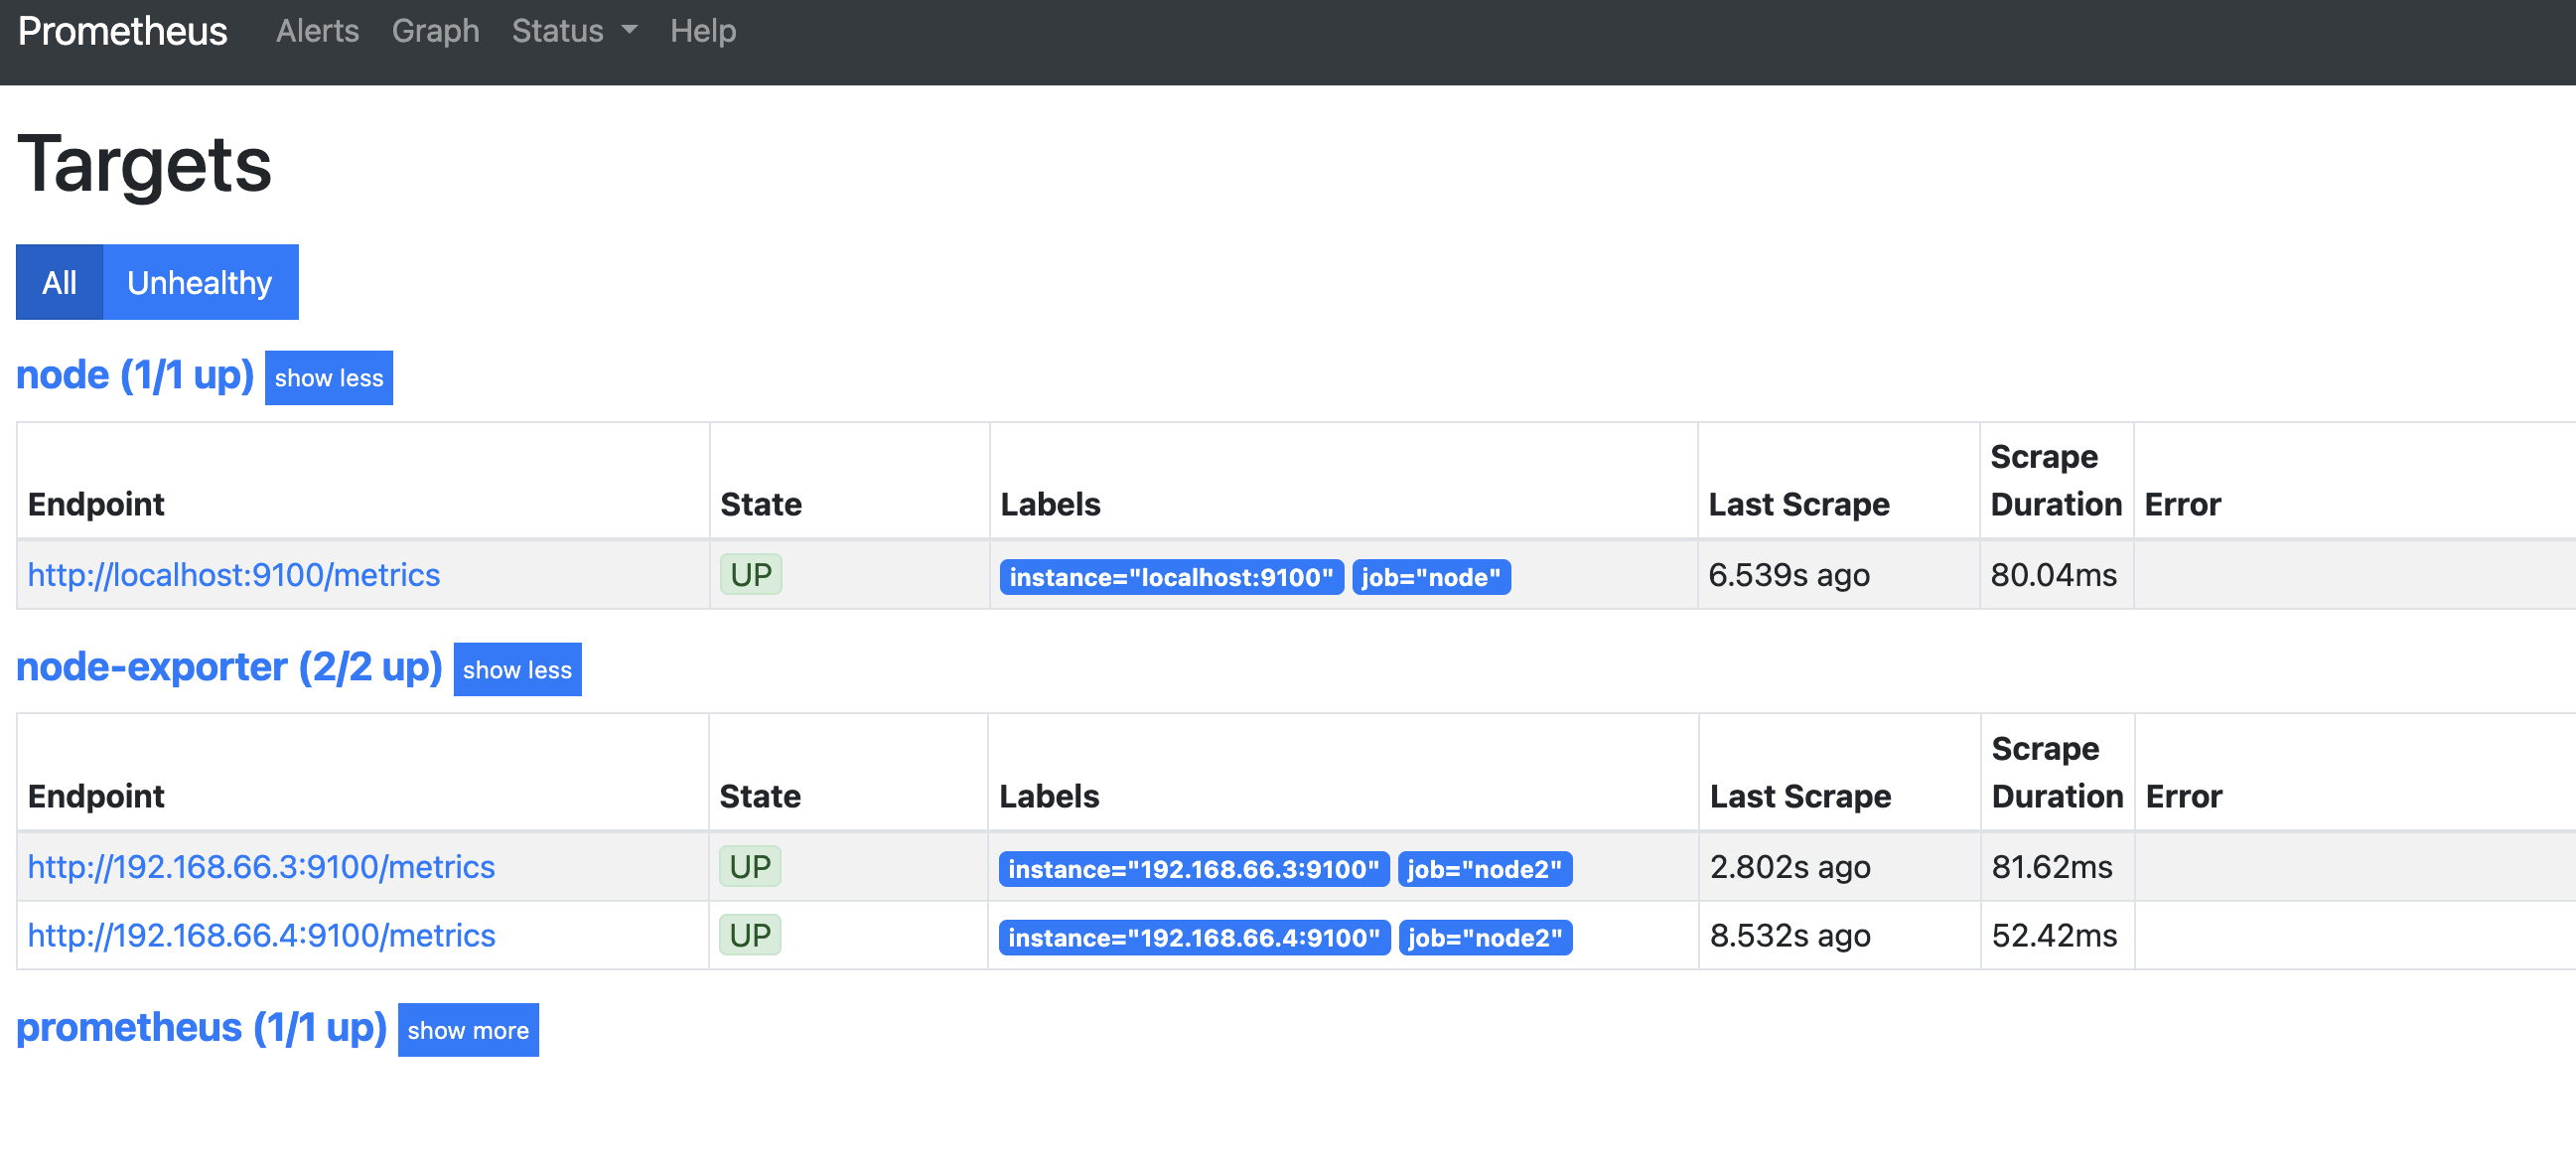 Prometheus Alerts Graph Status Help
Targets
All Unhealthy
node (1/1 up) show less
Endpoint State Labels Last Scrape Scrape Duration Error
http://localhost:9100/metrics UP instance="localhost:9100" job="node" 6.539s ago 80.04ms
node-exporter (2/2 up) show less
Endpoint State Labels Last Scrape Scrape Duration Error
http://192.168.66.3:9100/metrics UP instance="192.168.66.3:9100" job="node2" 2.802s ago 81.62ms
http://192.168.66.4:9100/metrics UP instance="192.168.66.4:9100" job="node2" 8.532s ago 52.42ms
prometheus (1/1 up) show more